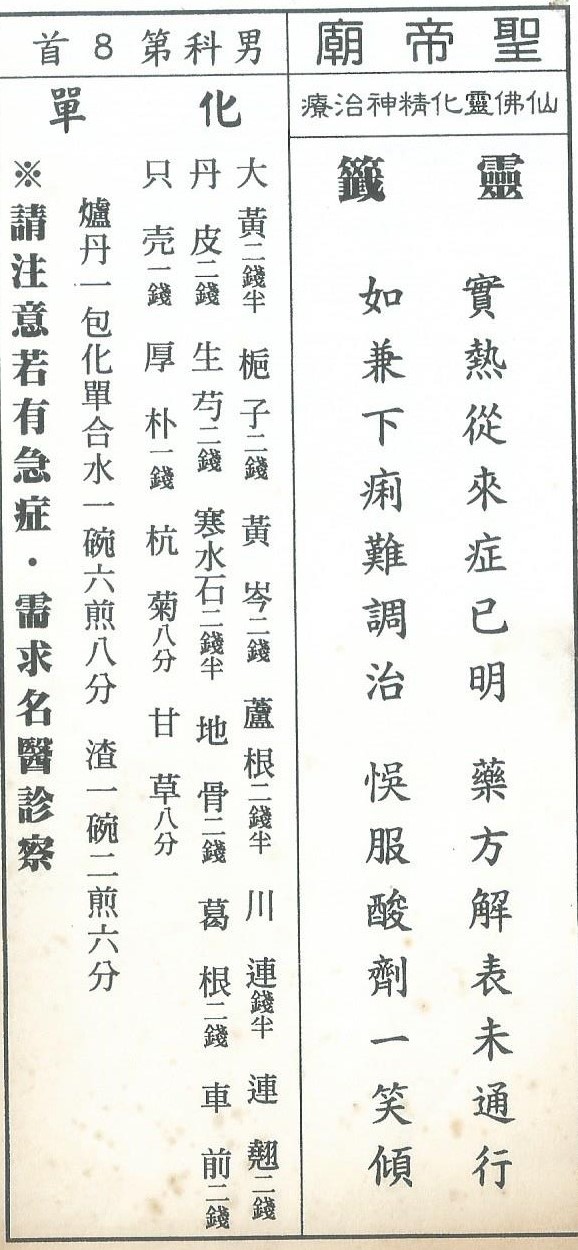 聖帝廟
仙佛靈化精神治療
靈籤
實熱從來症已明　藥方解表未通行
如兼下痢難調治　悞服酸劑一笑傾
男科第8首
化單
大黃二錢半　梔子二錢　黃岑二錢　蘆根二錢半　川連錢半　連翹二錢
丹皮二錢　生芍二錢　寒水石二錢半　地骨二錢　葛根二錢　車前二錢
只壳一錢　厚朴一錢　杭菊八分　甘草八分
爐丹一包化單合水一碗六煎八分　渣一碗二煎六分
※請注意若有急症・需求名醫診察